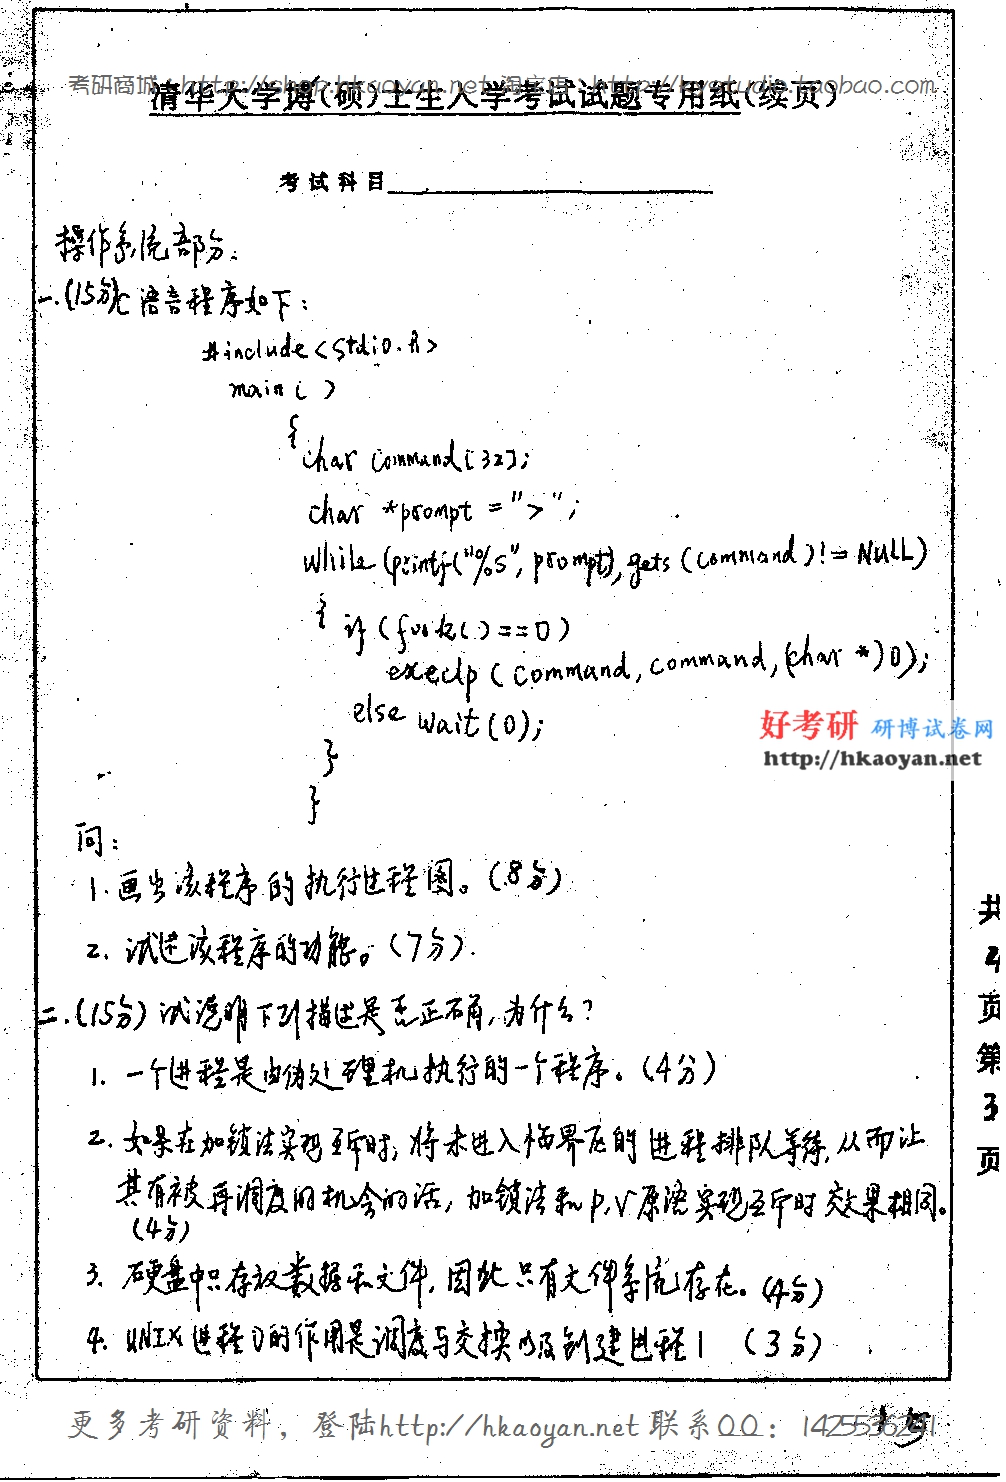 考研商城：http://shop.hkaoyan.net 淘宝店：http://hystudio.taobao.com
清华大学博(硕)士生入学考试试题专用纸(续页)
考试科目
操作系统部分:
一.(15分)C语言程序如下:
#include<stdio.h>
main( )
{
char command[32];
char *prompt = ">";
while (printf("%s", prompt), gets (command) != NULL)
{ if (fork( ) == 0)
execlp ( command, command, (char *) 0);
else wait (0);
}
}
问:
1. 画出该程序的执行过程图。(8分)
2. 试述该程序的功能。(7分).
二.(15分) 试说明下列描述是否正确, 为什么?
1. 一个进程是由伪处理机执行的一个程序。(4分)
2. 如果在加锁法实现互斥时, 将未进入临界区的进程排队等待, 从而让
其有被再调度的机会的话, 加锁法和P,V原语实现互斥时效果相同。
(4分)
3. 硬盘中只存放数据和文件, 因此只有文件系统存在。(4分)
4. UNIX进程0的作用是调度与交换以及创建进程1 (3分)
好考研 研博试卷网
http://hkaoyan.net
共4页第3页
更多考研资料，登陆http://hkaoyan.net 联系QQ：